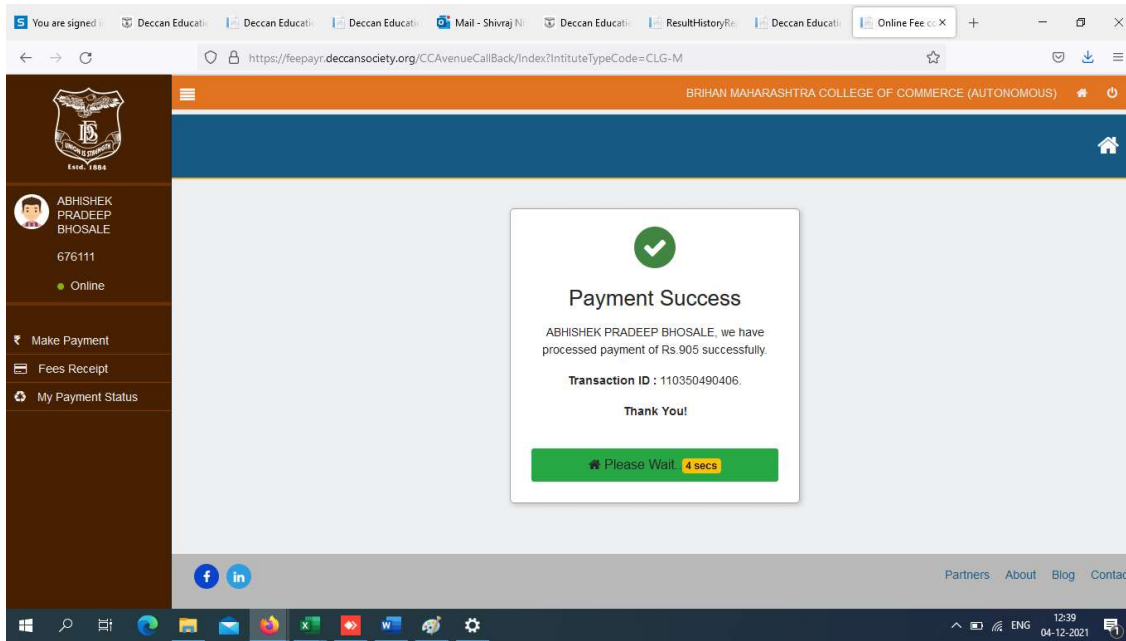 You are signed i
Deccan Educati
Deccan Educati
Deccan Educati
Mail - Shivraj Ni
Deccan Educati
ResultHistoryRe
Deccan Educati
Online Fee co
https://feepayr.deccansociety.org/CCAvenueCallBack/Index?IntituteTypeCode=CLG-M
BRIHAN MAHARASHTRA COLLEGE OF COMMERCE (AUTONOMOUS)
UNION IS STRENGTH
Estd. 1884
ABHISHEK
PRADEEP
BHOSALE
676111
Online
₹ Make Payment
Fees Receipt
My Payment Status
Payment Success
ABHISHEK PRADEEP BHOSALE, we have
processed payment of Rs.905 successfully.
Transaction ID : 110350490406.
Thank You!
Please Wait. 4 secs
Partners About Blog Contac
ENG
12:39
04-12-2021